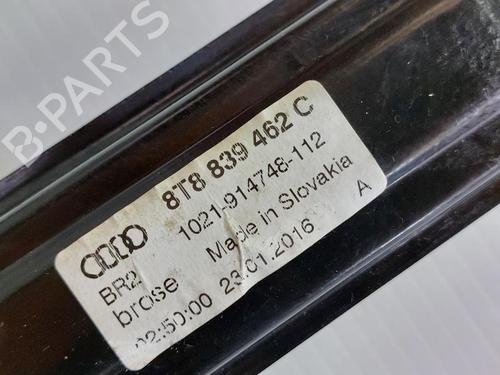 B-PARTS
8T8 839 462 C
1021-914748-112
BR2 Made in Slovakia
brose 23.01.2016 A
02:50:00